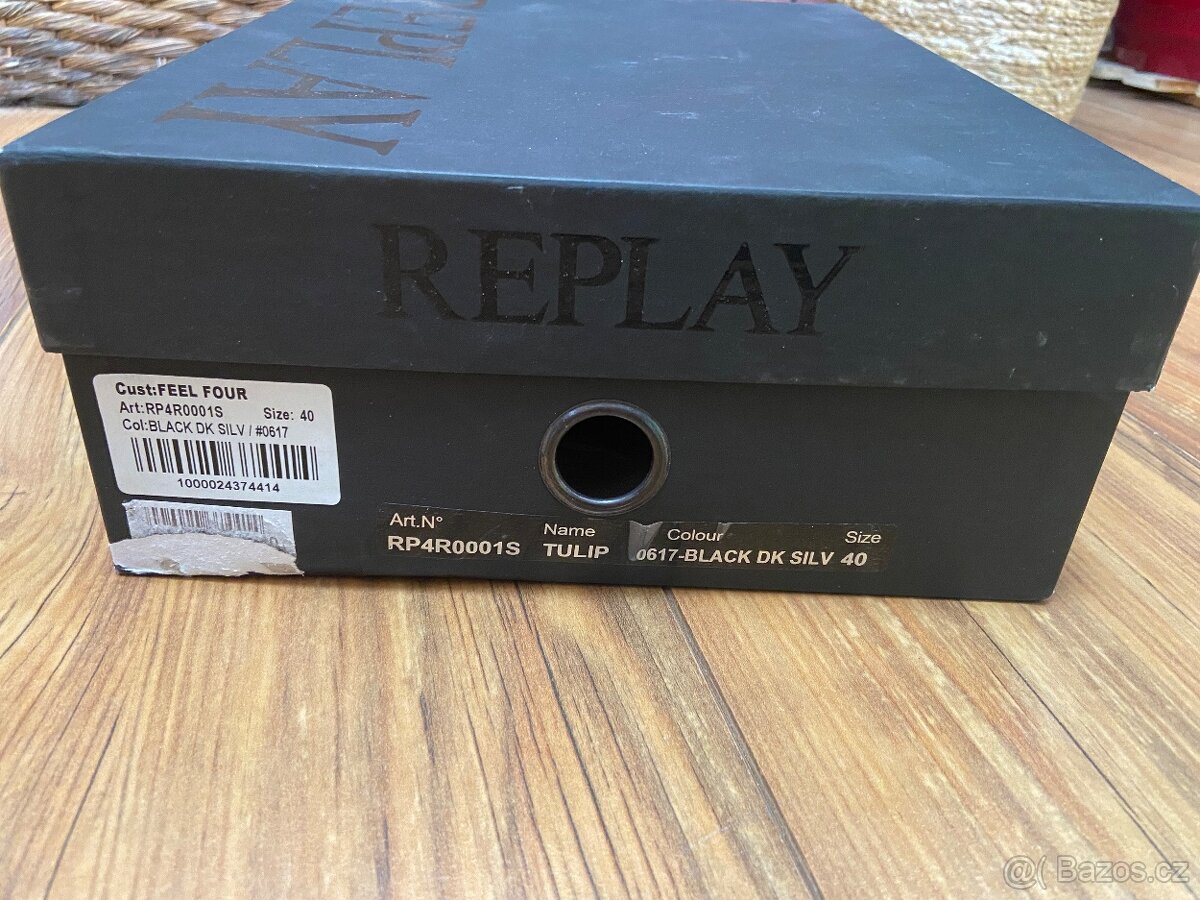 REPLAY
REPLAY
Cust:FEEL FOUR
Art:RP4R0001S Size: 40
Col:BLACK DK SILV / #0617
1000024374414
Art.N° Name Colour Size
RP4R0001S TULIP 0617-BLACK DK SILV 40
@( Bazos.cz